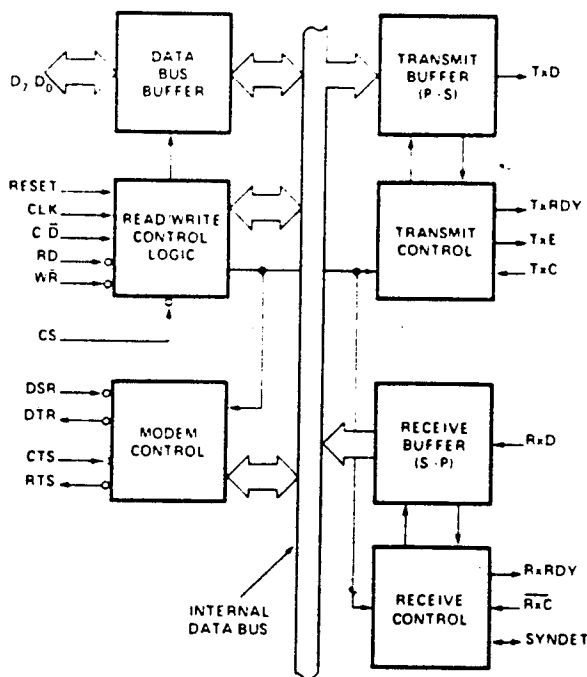 DATA
BUS
BUFFER
D7 D0
TRANSMIT
BUFFER
(P - S)
TxD
RESET
CLK
C D̅
RD
WR
READ/WRITE
CONTROL
LOGIC
CS
TRANSMIT
CONTROL
TxRDY
TxE
TxC
DSR
DTR
CTS
RTS
MODEM
CONTROL
RECEIVE
BUFFER
(S - P)
RxD
INTERNAL
DATA BUS
RECEIVE
CONTROL
RxRDY
R̅x̅C̅
SYNDET